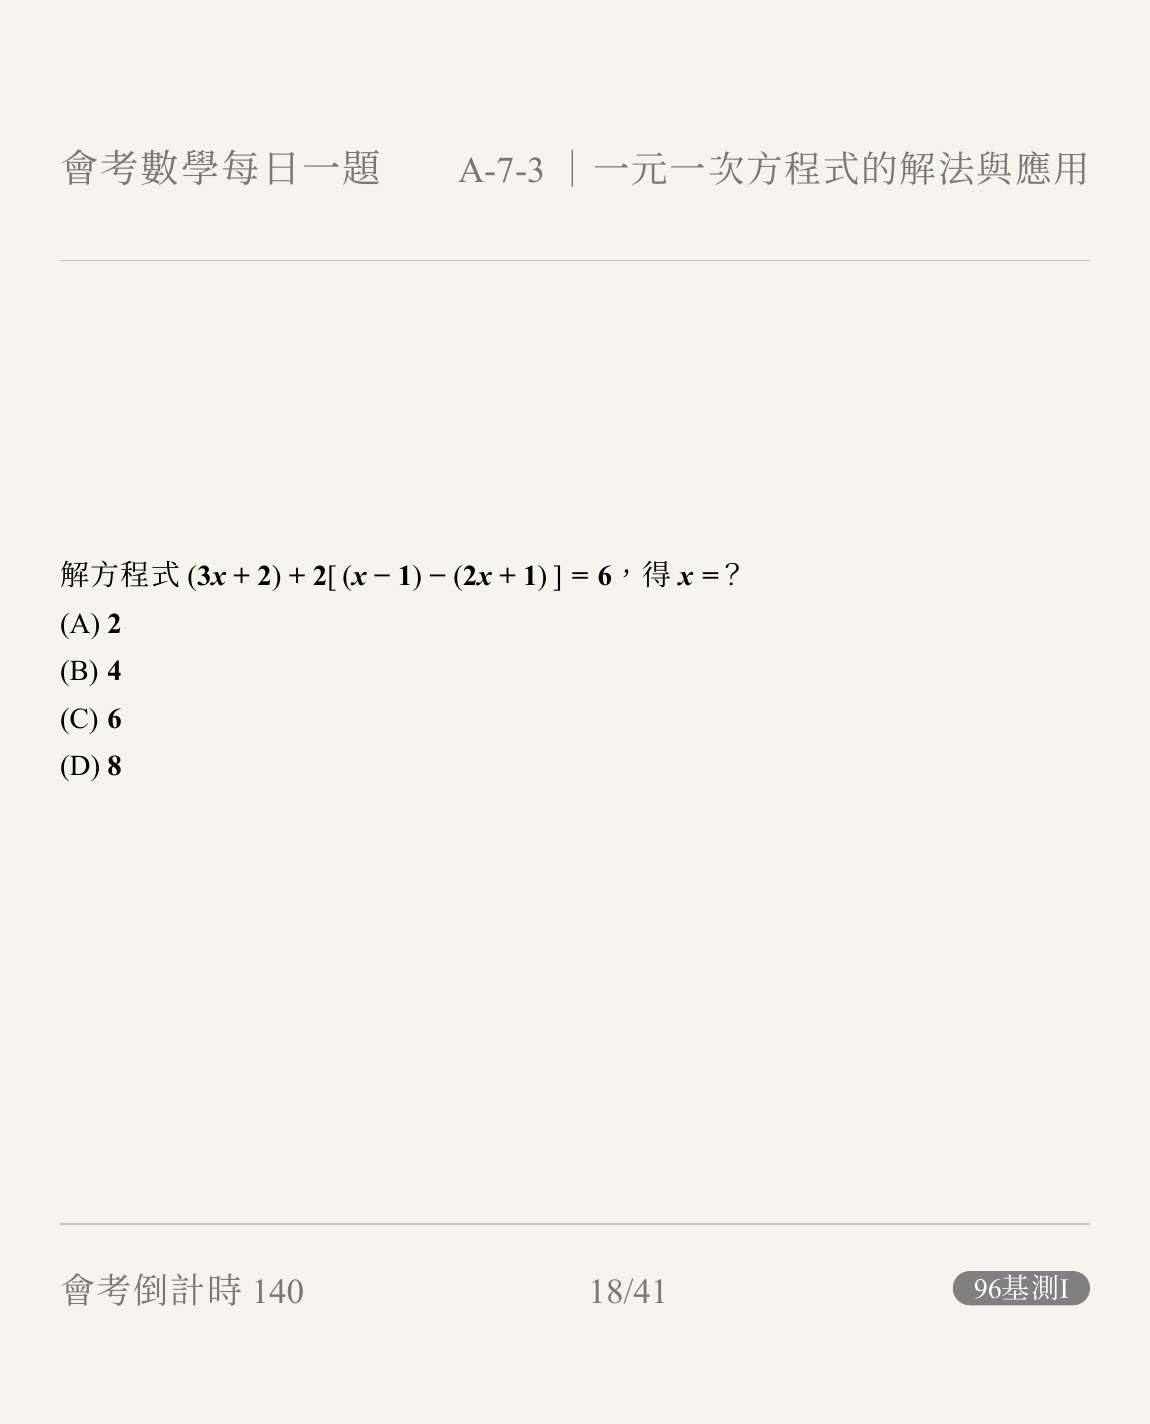 會考數學每日一題
A-7-3｜一元一次方程式的解法與應用
解方程式 (3x + 2) + 2[ (x − 1) − (2x + 1) ] = 6，得 x =？
(A) 2
(B) 4
(C) 6
(D) 8
會考倒計時 140
18/41
96基測I